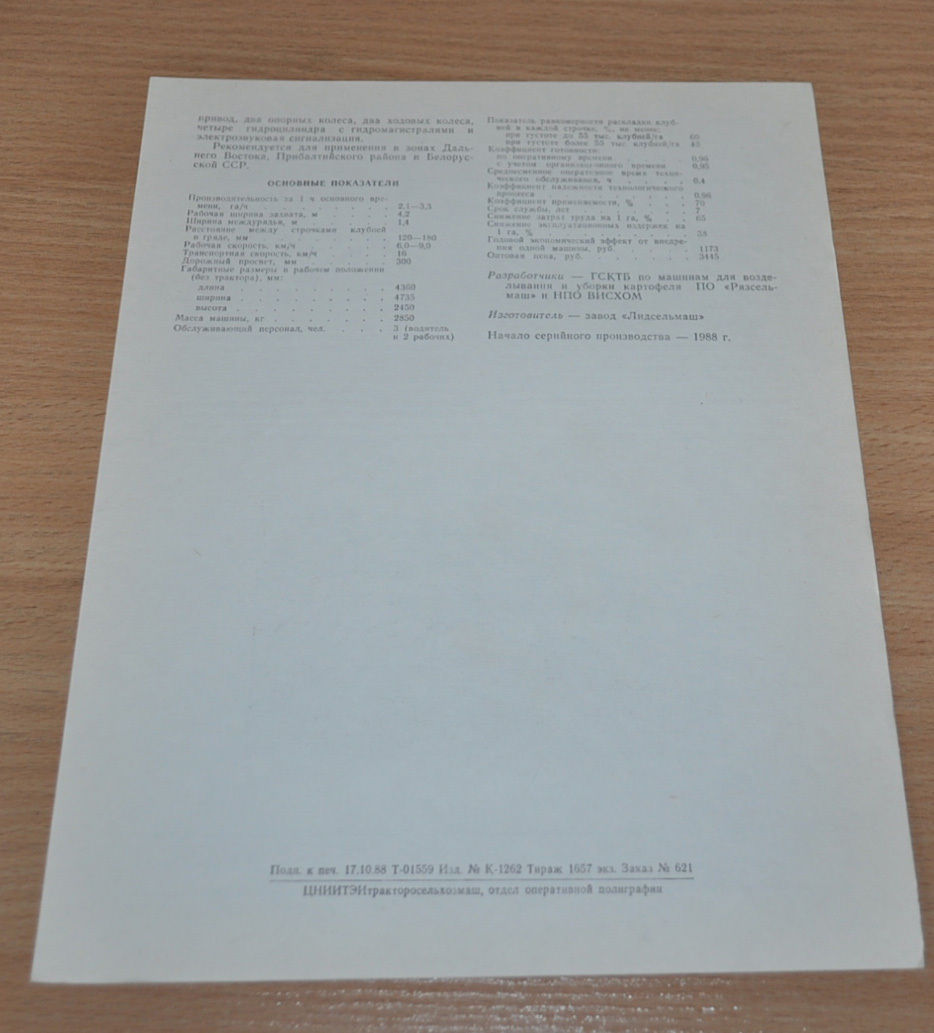 привод, два опорных колеса, два ходовых колеса,
четыре гидроцилиндра с гидромагистралями и
электрозвуковая сигнализация.
Рекомендуется для применения в зонах Даль-
него Востока, Прибалтийского района и Белорус-
ской ССР.
ОСНОВНЫЕ ПОКАЗАТЕЛИ
Производительность за 1 ч основного вре-
мени, га/ч . . . . . . . 2,1—3,3
Рабочая ширина захвата, м . . . . 4,2
Ширина междурядья, м . . . . . 1,4
Расстояние между строчками клубней
в гряде, мм . . . . . . . 120—180
Рабочая скорость, км/ч . . . . . 6,0—9,0
Транспортная скорость, км/ч . . . . 16
Дорожный просвет, мм . . . . . 300
Габаритные размеры в рабочем положении
(без трактора), мм:
длина . . . . . . . . 4360
ширина . . . . . . . . 4735
высота . . . . . . . . 2450
Масса машины, кг . . . . . . 2850
Обслуживающий персонал, чел. . . . . 3 (водитель
и 2 рабочих)
Показатель равномерности раскладки клуб-
ней в каждой строчке, %, не менее:
при густоте до 55 тыс. клубней/га 60
при густоте более 55 тыс. клубней/га 45
Коэффициент готовности:
по оперативному времени . . . 0,96
с учетом организационного времени . 0,95
Среднесменное оперативное время техни-
ческого обслуживания, ч . . . . 0,4
Коэффициент надежности технологического
процесса . . . . 0,98
Коэффициент применяемости, % . . . 70
Срок службы, лет . . . . . 7
Снижение затрат труда на 1 га, % . . 65
Снижение эксплуатационных издержек на
1 га, % . . . . . . . 38
Годовой экономический эффект от внедре-
ния одной машины, руб. . . . . 1173
Оптовая цена, руб. . . . . . 3445
Разработчики — ГСКТБ по машинам для возде-
лывания и уборки картофеля ПО «Рязсель-
маш» и НПО ВИСХОМ
Изготовитель — завод «Лидсельмаш»
Начало серийного производства — 1988 г.
Подп. к печ. 17.10.88 Т-01559 Изд. № К-1262 Тираж 1657 экз. Заказ № 621
ЦНИИТЭИтракторосельхозмаш, отдел оперативной полиграфии